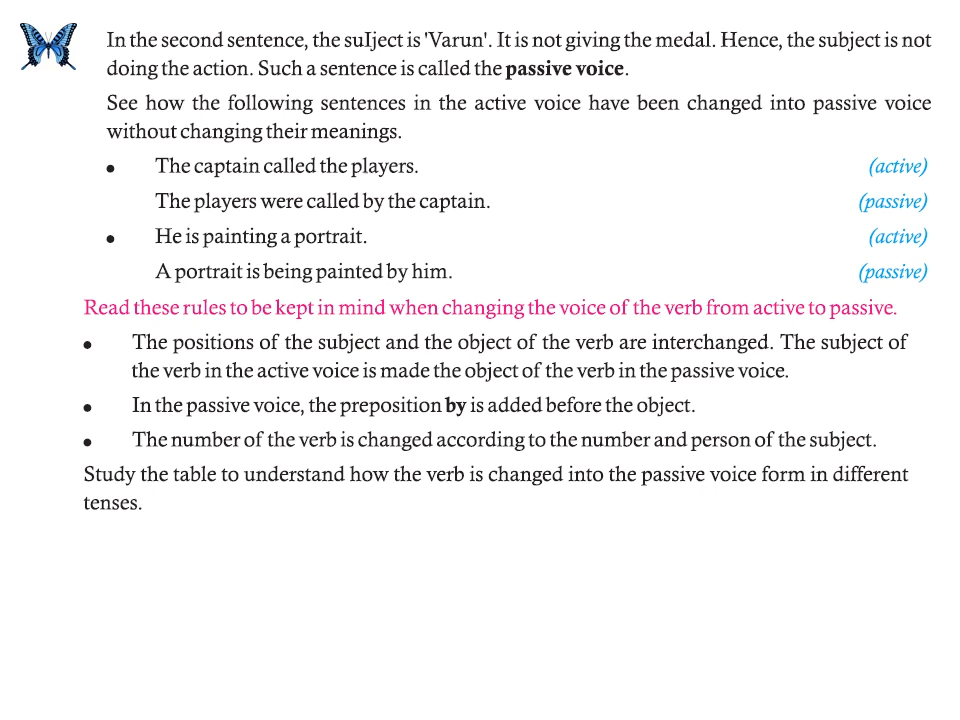 In the second sentence, the suIject is 'Varun'. It is not giving the medal. Hence, the subject is not
doing the action. Such a sentence is called the passive voice.
See how the following sentences in the active voice have been changed into passive voice
without changing their meanings.
• The captain called the players. (active)
The players were called by the captain. (passive)
• He is painting a portrait. (active)
A portrait is being painted by him. (passive)
Read these rules to be kept in mind when changing the voice of the verb from active to passive.
• The positions of the subject and the object of the verb are interchanged. The subject of
the verb in the active voice is made the object of the verb in the passive voice.
• In the passive voice, the preposition by is added before the object.
• The number of the verb is changed according to the number and person of the subject.
Study the table to understand how the verb is changed into the passive voice form in different
tenses.